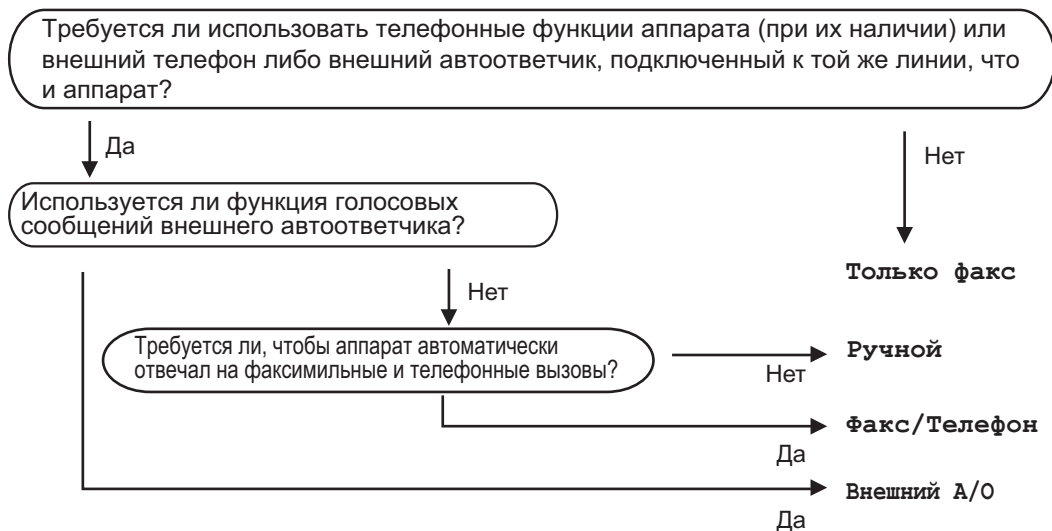 Требуется ли использовать телефонные функции аппарата (при их наличии) или
внешний телефон либо внешний автоответчик, подключенный к той же линии, что
и аппарат?
Да
Нет
Используется ли функция голосовых
сообщений внешнего автоответчика?
Только факс
Нет
Требуется ли, чтобы аппарат автоматически
отвечал на факсимильные и телефонные вызовы?
Ручной
Нет
Факс/Телефон
Да
Внешний А/О
Да